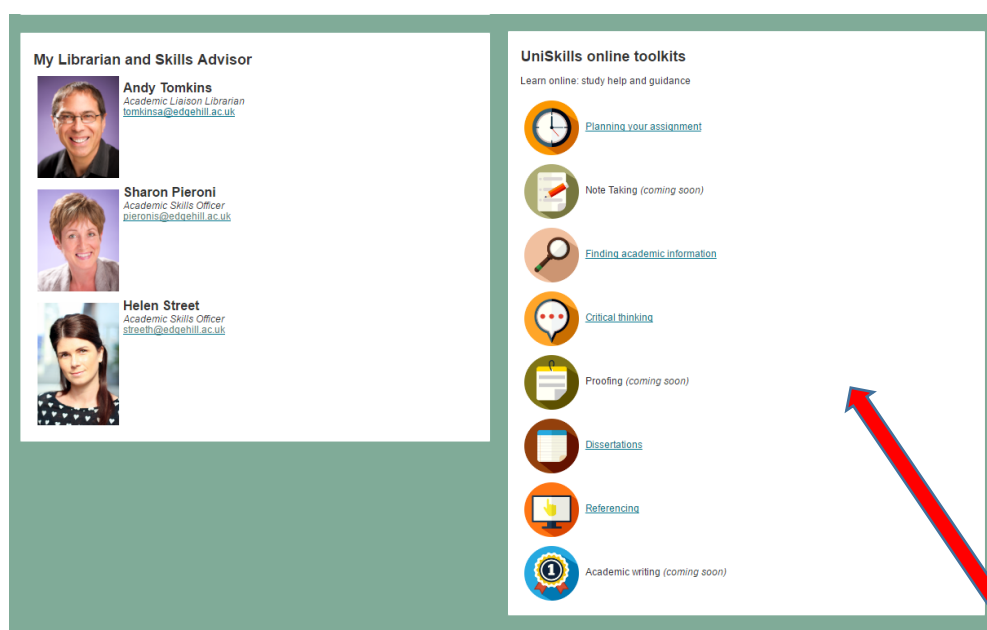 My Librarian and Skills Advisor
Andy Tomkins
Academic Liaison Librarian
tomkinsa@edgehill.ac.uk
Sharon Pieroni
Academic Skills Officer
pieronis@edgehill.ac.uk
Helen Street
Academic Skills Officer
streeth@edgehill.ac.uk
UniSkills online toolkits
Learn online: study help and guidance
Planning your assignment
Note Taking (coming soon)
Finding academic information
Critical thinking
Proofing (coming soon)
Dissertations
Referencing
1
Academic writing (coming soon)